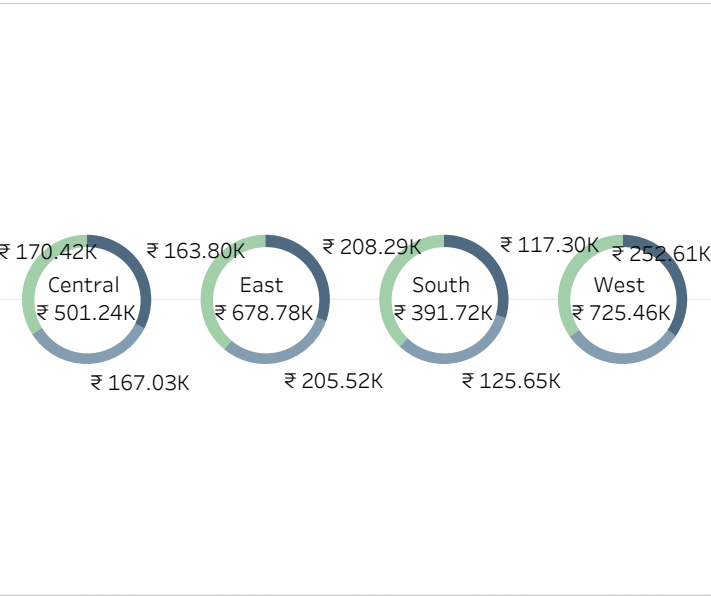 ₹ 170.42K
₹ 163.80K
₹ 208.29K
₹ 117.30K
₹ 252.61K
Central
₹ 501.24K
East
₹ 678.78K
South
₹ 391.72K
West
₹ 725.46K
₹ 167.03K
₹ 205.52K
₹ 125.65K